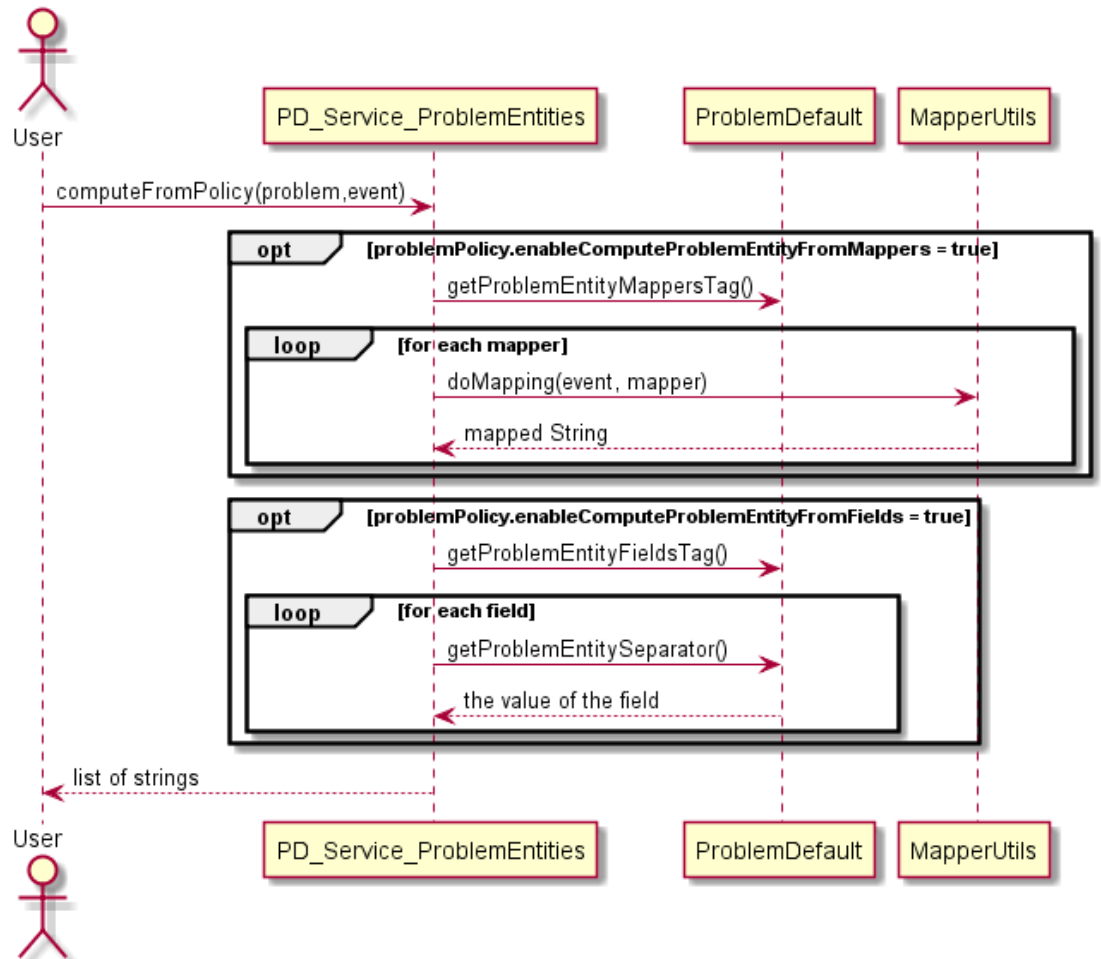 User
PD_Service_ProblemEntities
ProblemDefault
MapperUtils
computeFromPolicy(problem,event)
opt [problemPolicy.enableComputeProblemEntityFromMappers = true]
getProblemEntityMappersTag()
loop [for each mapper]
doMapping(event, mapper)
mapped String
opt [problemPolicy.enableComputeProblemEntityFromFields = true]
getProblemEntityFieldsTag()
loop [for each field]
getProblemEntitySeparator()
the value of the field
list of strings
User
PD_Service_ProblemEntities
ProblemDefault
MapperUtils